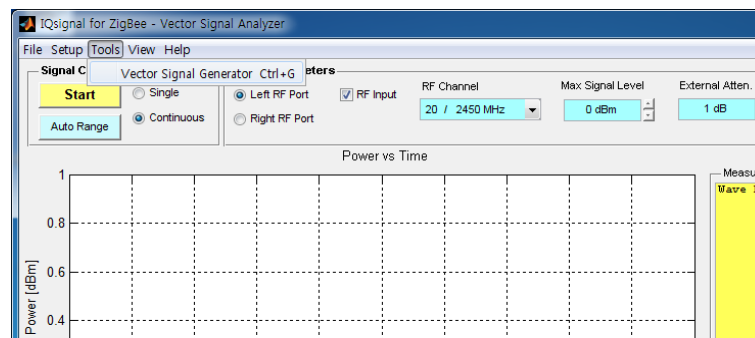 IQsignal for ZigBee - Vector Signal Analyzer
File Setup Tools View Help
Vector Signal Generator Ctrl+G
Signal C
Start
Single
Continuous
Auto Range
eters
Left RF Port
Right RF Port
RF Input
RF Channel
20 / 2450 MHz
Max Signal Level
0 dBm
External Atten.
1 dB
Power vs Time
1
0.8
0.6
0.4
Power [dBm]
Measu
Wave